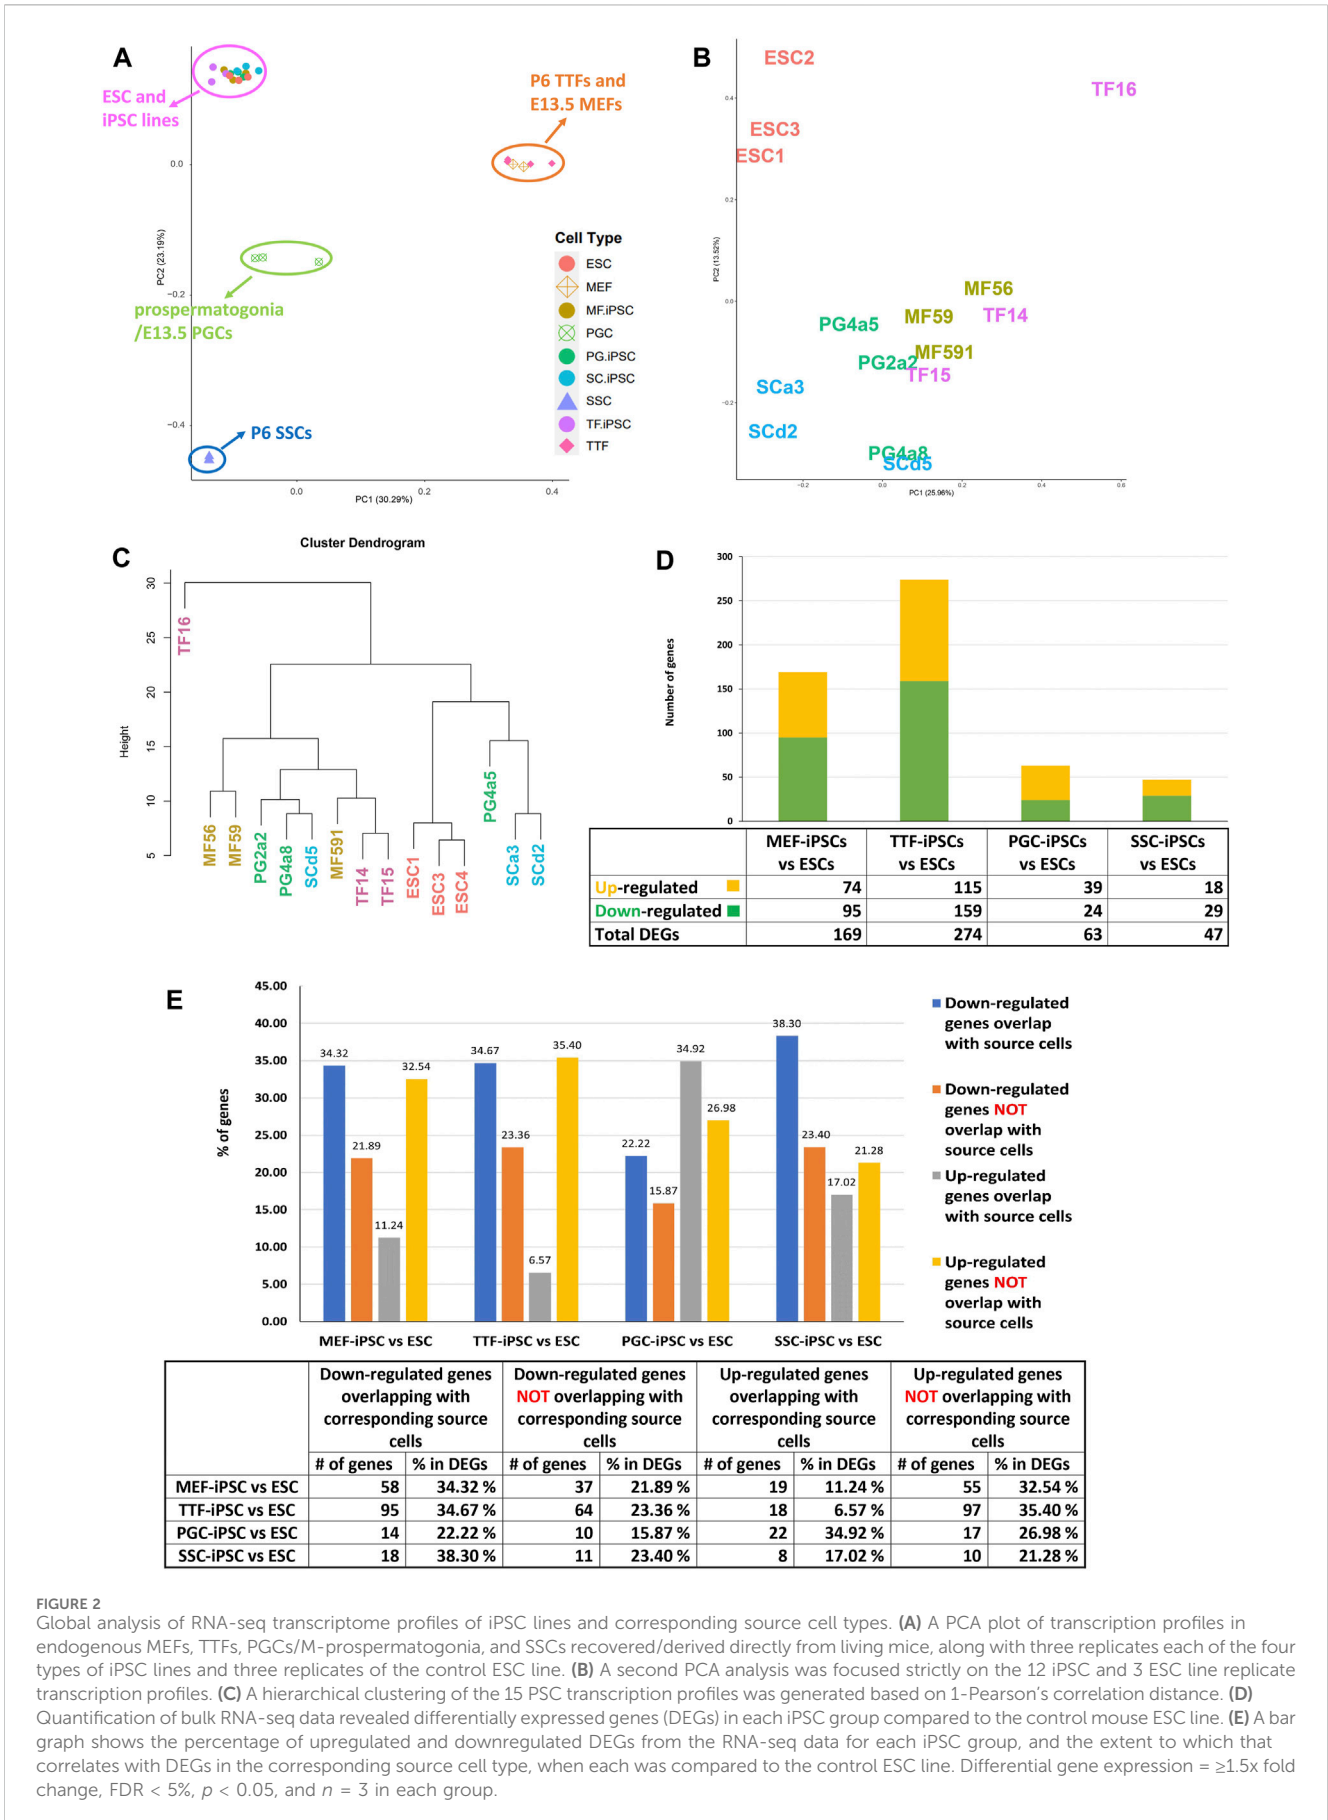 A
ESC and
iPSC lines
P6 TTFs and
E13.5 MEFs
prospermatogonia
/E13.5 PGCs
P6 SSCs
PC2 (23.19%)
0.0
−0.2
−0.4
0.0
0.2
0.4
PC1 (30.29%)
Cell Type
ESC
MEF
MF.iPSC
PGC
PG.iPSC
SC.iPSC
SSC
TF.iPSC
TTF
B
ESC2
TF16
ESC3
ESC1
MF56
MF59
TF14
PG4a5
MF591
PG2a2
TF15
SCa3
SCd2
PG4a8
SCd5
PC2 (13.52%)
0.4
0.2
0.0
−0.2
0.0
0.2
0.4
0.6
PC1 (25.96%)
C
Cluster Dendrogram
Height
30
25
20
15
10
5
TF16
MF56
MF59
PG2a2
PG4a8
SCd5
MF591
TF14
TF15
ESC1
ESC3
ESC4
PG4a5
SCa3
SCd2
D
Number of genes
300
250
200
150
100
50
0
MEF-iPSCs vs ESCs TTF-iPSCs vs ESCs PGC-iPSCs vs ESCs SSC-iPSCs vs ESCs
Up-regulated 74 115 39 18
Down-regulated 95 159 24 29
Total DEGs 169 274 63 47
E
% of genes
45.00
40.00
35.00
30.00
25.00
20.00
15.00
10.00
5.00
0.00
34.32
21.89
11.24
32.54
34.67
23.36
6.57
35.40
22.22
15.87
34.92
26.98
38.30
23.40
17.02
21.28
MEF-iPSC vs ESC TTF-iPSC vs ESC PGC-iPSC vs ESC SSC-iPSC vs ESC
Down-regulated
genes overlap
with source cells
Down-regulated
genes NOT
overlap with
source cells
Up-regulated
genes overlap
with source cells
Up-regulated
genes NOT
overlap with
source cells
Down-regulated genes overlapping with corresponding source cells
Down-regulated genes NOT overlapping with corresponding source cells
Up-regulated genes overlapping with corresponding source cells
Up-regulated genes NOT overlapping with corresponding source cells
# of genes % in DEGs # of genes % in DEGs # of genes % in DEGs # of genes % in DEGs
MEF-iPSC vs ESC 58 34.32 % 37 21.89 % 19 11.24 % 55 32.54 %
TTF-iPSC vs ESC 95 34.67 % 64 23.36 % 18 6.57 % 97 35.40 %
PGC-iPSC vs ESC 14 22.22 % 10 15.87 % 22 34.92 % 17 26.98 %
SSC-iPSC vs ESC 18 38.30 % 11 23.40 % 8 17.02 % 10 21.28 %
FIGURE 2
Global analysis of RNA-seq transcriptome profiles of iPSC lines and corresponding source cell types. (A) A PCA plot of transcription profiles in
endogenous MEFs, TTFs, PGCs/M-prospermatogonia, and SSCs recovered/derived directly from living mice, along with three replicates each of the four
types of iPSC lines and three replicates of the control ESC line. (B) A second PCA analysis was focused strictly on the 12 iPSC and 3 ESC line replicate
transcription profiles. (C) A hierarchical clustering of the 15 PSC transcription profiles was generated based on 1-Pearson's correlation distance. (D)
Quantification of bulk RNA-seq data revealed differentially expressed genes (DEGs) in each iPSC group compared to the control mouse ESC line. (E) A bar
graph shows the percentage of upregulated and downregulated DEGs from the RNA-seq data for each iPSC group, and the extent to which that
correlates with DEGs in the corresponding source cell type, when each was compared to the control ESC line. Differential gene expression = ≥1.5x fold
change, FDR < 5%, p < 0.05, and n = 3 in each group.